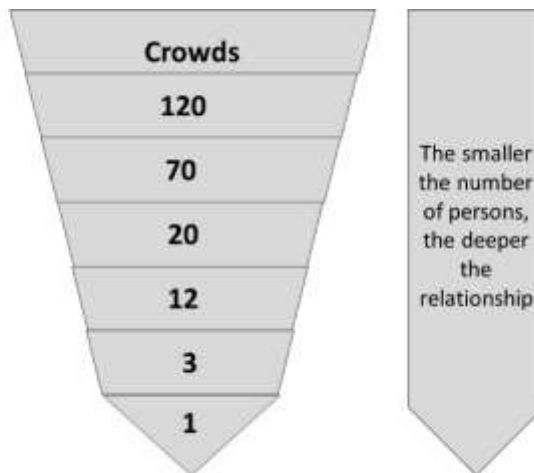 Crowds
120
70
20
12
3
1
The smaller
the number
of persons,
the deeper
the
relationship